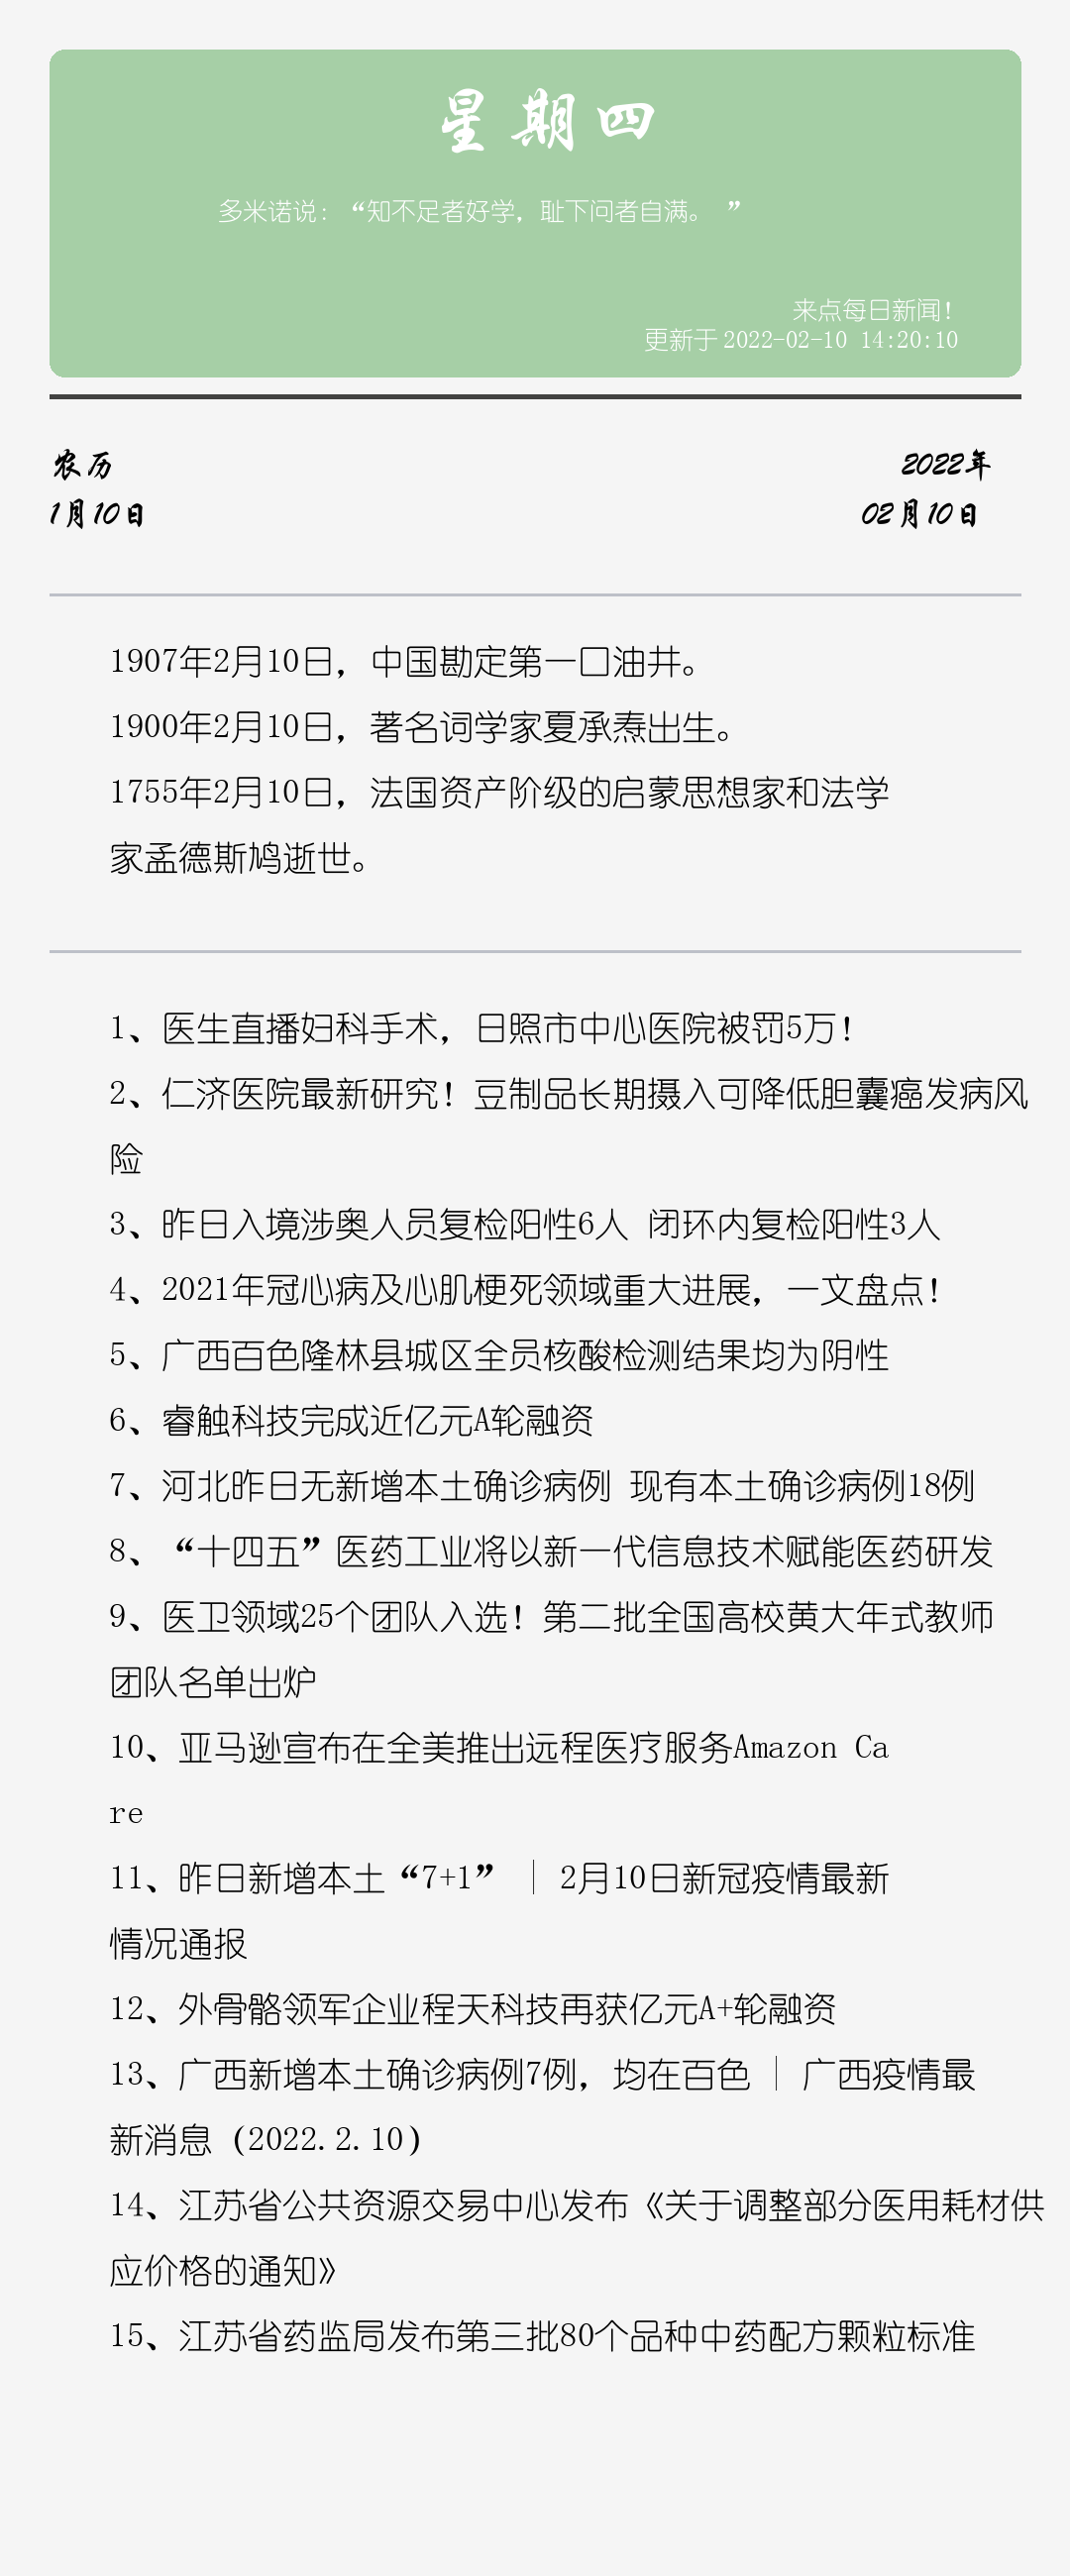 星期四
多米诺说：“知不足者好学，耻下问者自满。 ”
来点每日新闻！
更新于 2022-02-10 14:20:10
农历
2022年
1月10日
02月10日
1907年2月10日，中国勘定第一口油井。
1900年2月10日，著名词学家夏承焘出生。
1755年2月10日，法国资产阶级的启蒙思想家和法学
家孟德斯鸠逝世。
1、医生直播妇科手术，日照市中心医院被罚5万！
2、仁济医院最新研究！豆制品长期摄入可降低胆囊癌发病风
险
3、昨日入境涉奥人员复检阳性6人 闭环内复检阳性3人
4、2021年冠心病及心肌梗死领域重大进展，一文盘点！
5、广西百色隆林县城区全员核酸检测结果均为阴性
6、睿触科技完成近亿元A轮融资
7、河北昨日无新增本土确诊病例 现有本土确诊病例18例
8、“十四五”医药工业将以新一代信息技术赋能医药研发
9、医卫领域25个团队入选！第二批全国高校黄大年式教师
团队名单出炉
10、亚马逊宣布在全美推出远程医疗服务Amazon Ca
re
11、昨日新增本土“7+1” | 2月10日新冠疫情最新
情况通报
12、外骨骼领军企业程天科技再获亿元A+轮融资
13、广西新增本土确诊病例7例，均在百色 | 广西疫情最
新消息（2022.2.10）
14、江苏省公共资源交易中心发布《关于调整部分医用耗材供
应价格的通知》
15、江苏省药监局发布第三批80个品种中药配方颗粒标准